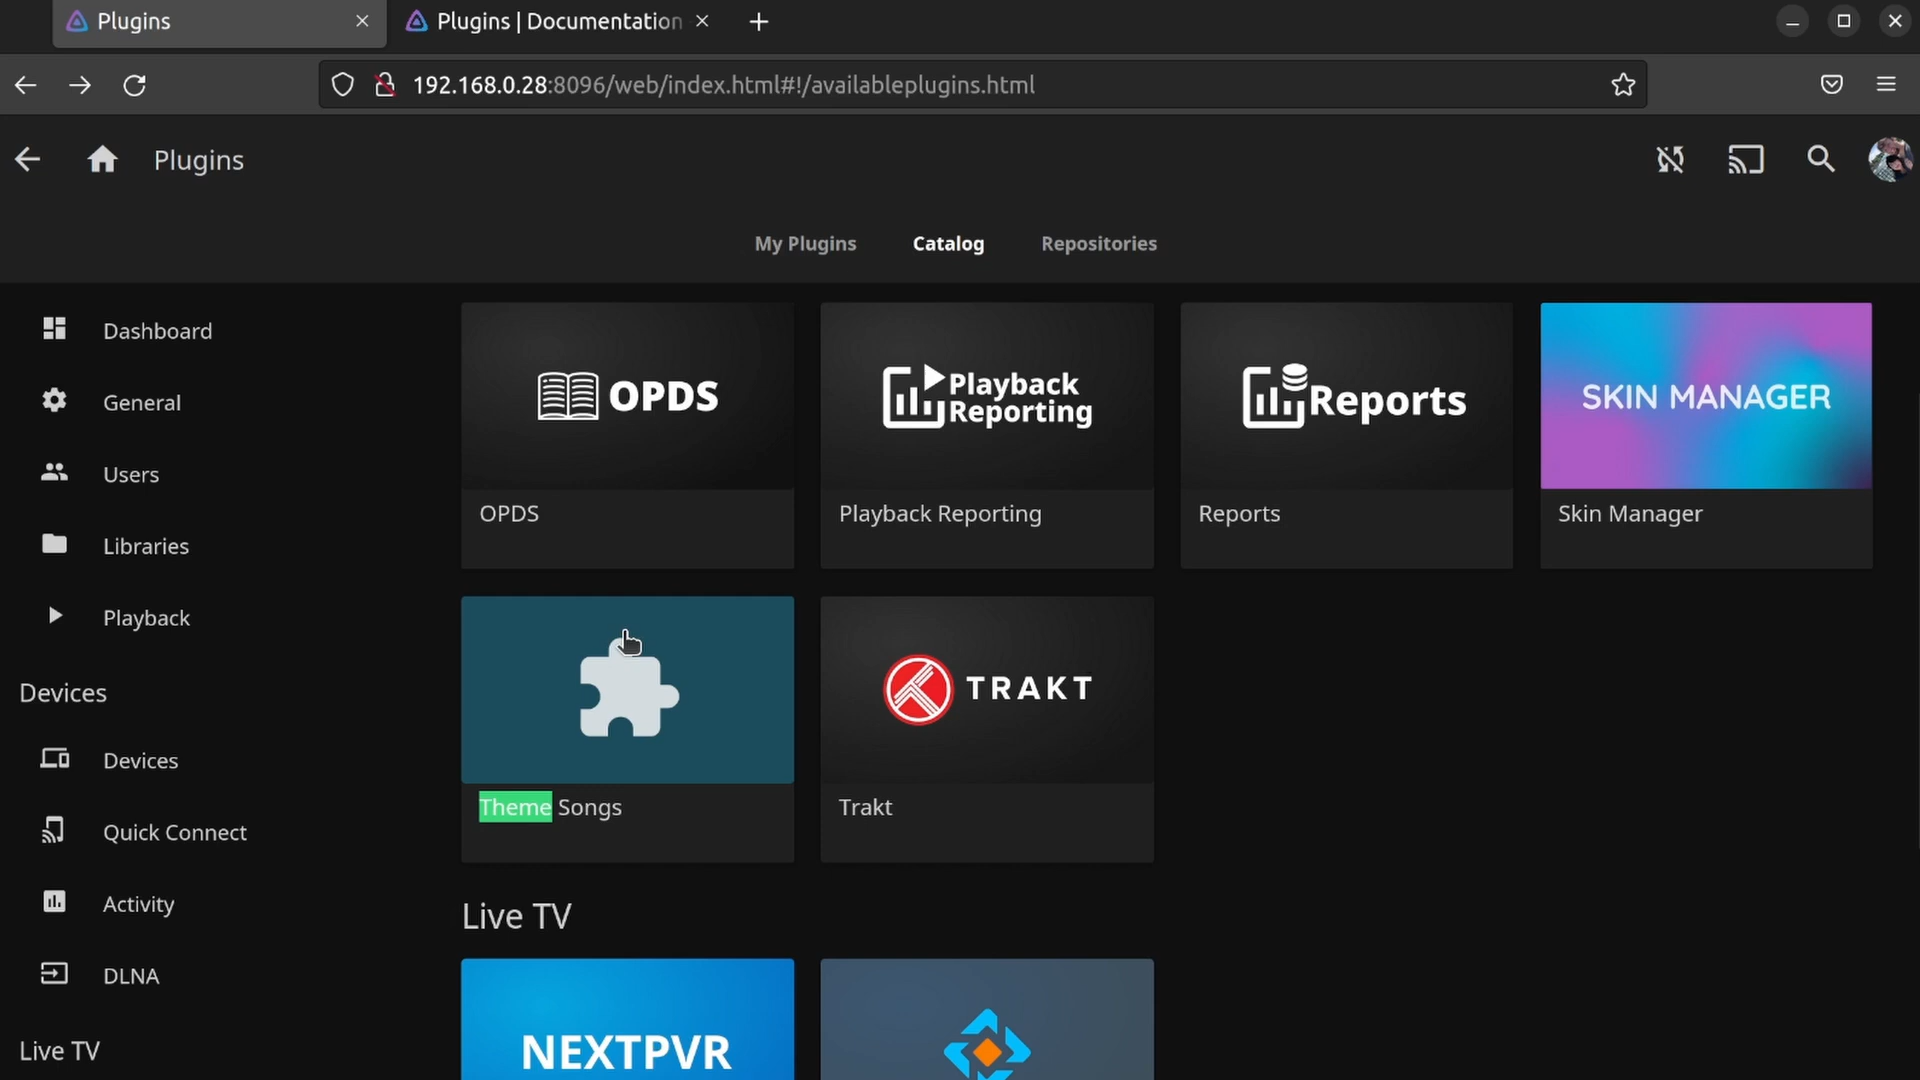 Plugins
Plugins | Documentation
192.168.0.28:8096/web/index.html#!/availableplugins.html
Plugins
My Plugins
Catalog
Repositories
Dashboard
General
Users
Libraries
Playback
Devices
Devices
Quick Connect
Activity
DLNA
Live TV
OPDS
Playback
Reporting
Reports
SKIN MANAGER
OPDS
Playback Reporting
Reports
Skin Manager
TRAKT
Theme Songs
Trakt
Live TV
NEXTPVR